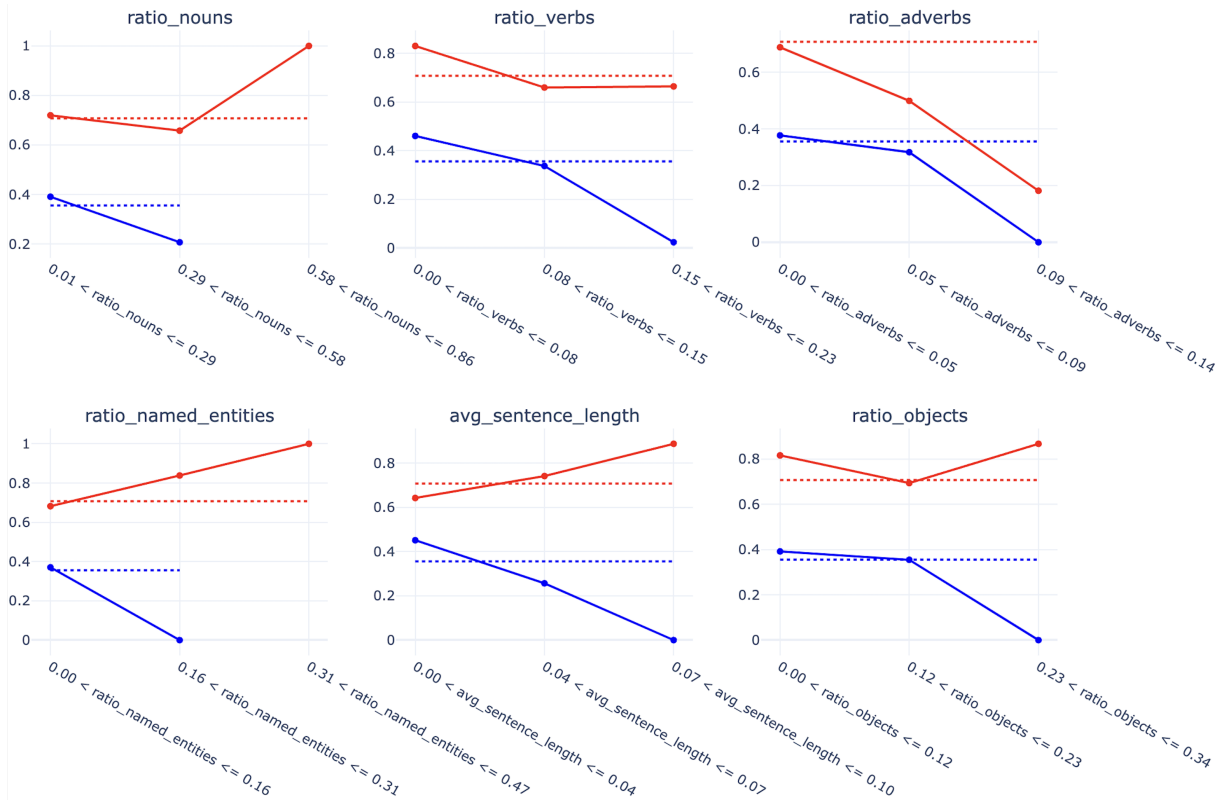 ratio_nouns
1
0.8
0.6
0.4
0.2
0.01 < ratio_nouns <= 0.29
0.29 < ratio_nouns <= 0.58
0.58 < ratio_nouns <= 0.86
ratio_verbs
0.8
0.6
0.4
0.2
0
0.00 < ratio_verbs <= 0.08
0.08 < ratio_verbs <= 0.15
0.15 < ratio_verbs <= 0.23
ratio_adverbs
0.6
0.4
0.2
0
0.00 < ratio_adverbs <= 0.05
0.05 < ratio_adverbs <= 0.09
0.09 < ratio_adverbs <= 0.14
ratio_named_entities
1
0.8
0.6
0.4
0.2
0
0.00 < ratio_named_entities <= 0.16
0.16 < ratio_named_entities <= 0.31
0.31 < ratio_named_entities <= 0.47
avg_sentence_length
0.8
0.6
0.4
0.2
0
0.00 < avg_sentence_length <= 0.04
0.04 < avg_sentence_length <= 0.07
0.07 < avg_sentence_length <= 0.10
ratio_objects
0.8
0.6
0.4
0.2
0
0.00 < ratio_objects <= 0.12
0.12 < ratio_objects <= 0.23
0.23 < ratio_objects <= 0.34